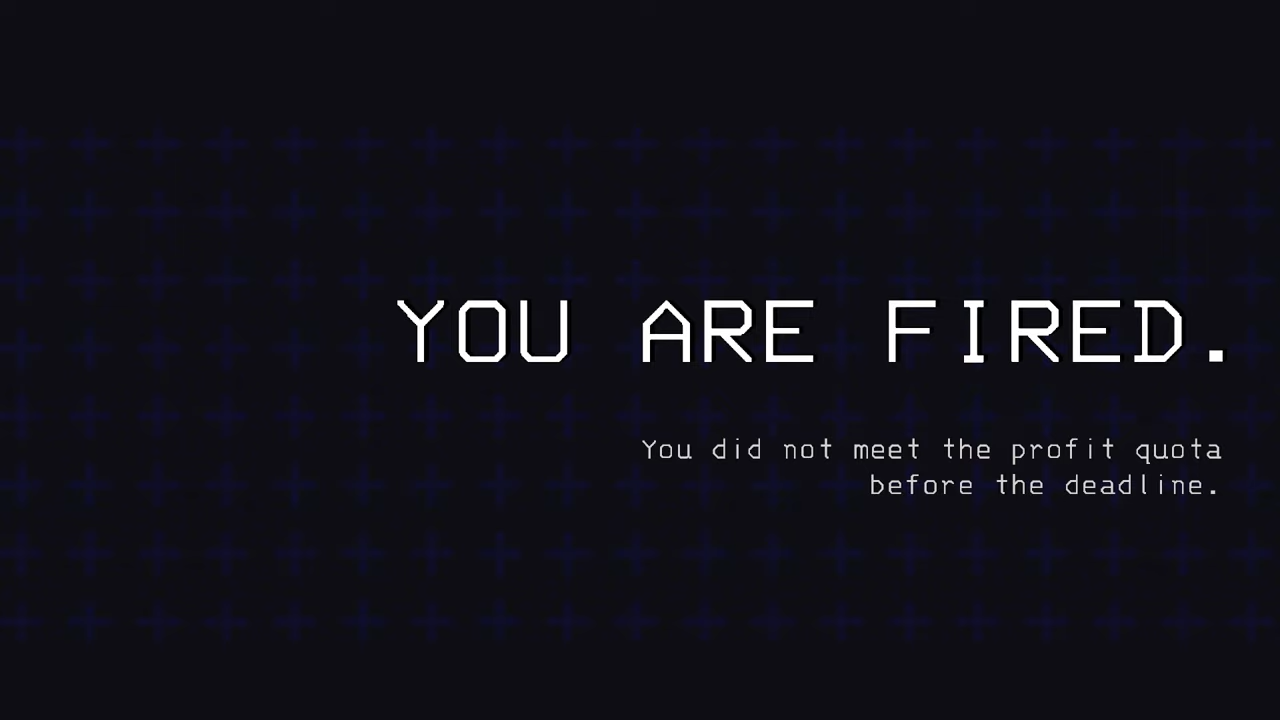 YOU ARE FIRED.
You did not meet the profit quota
before the deadline.